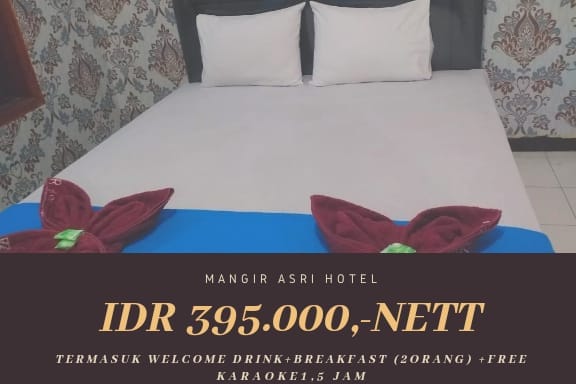 MANGIR ASRI HOTEL
IDR 395.000,-NETT
TERMASUK WELCOME DRINK+BREAKFAST (2ORANG) +FREE
KARAOKE1,5 JAM